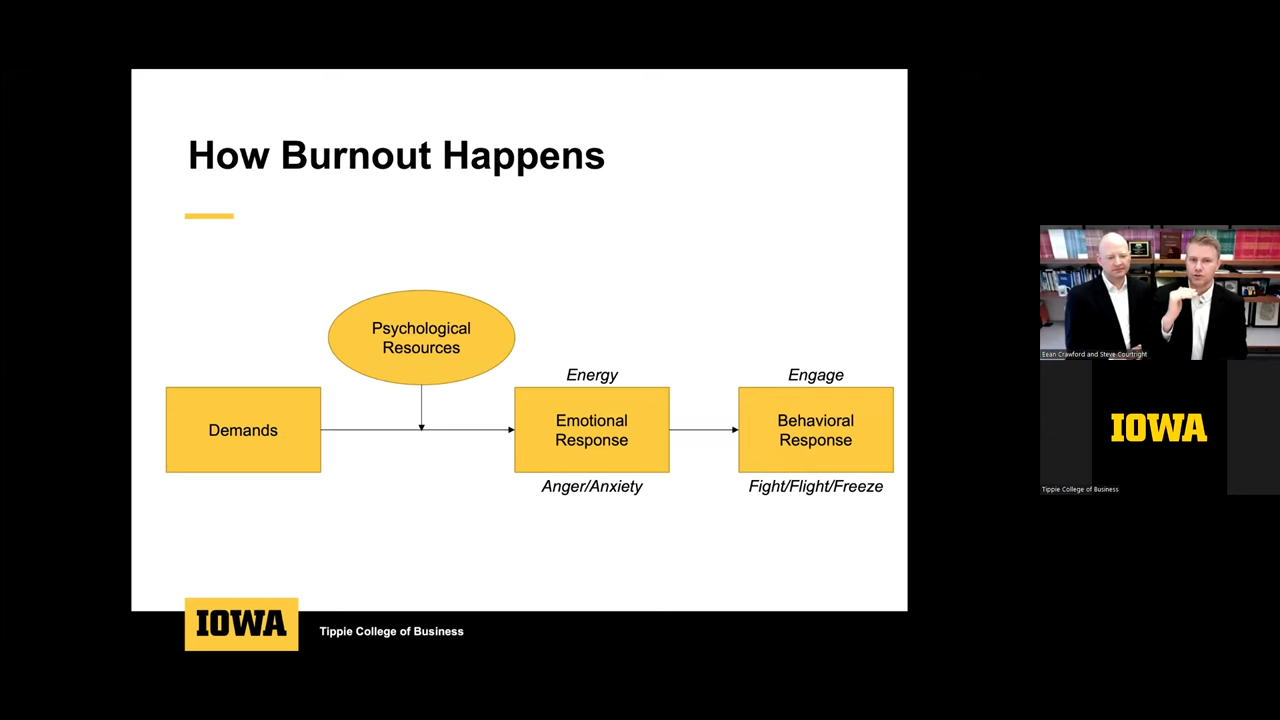 How Burnout Happens
Psychological
Resources
Energy
Engage
Demands
Emotional
Response
Behavioral
Response
Anger/Anxiety
Fight/Flight/Freeze
IOWA
Tippie College of Business
Eean Crawford and Steve Courtright
IOWA
Tippie College of Business